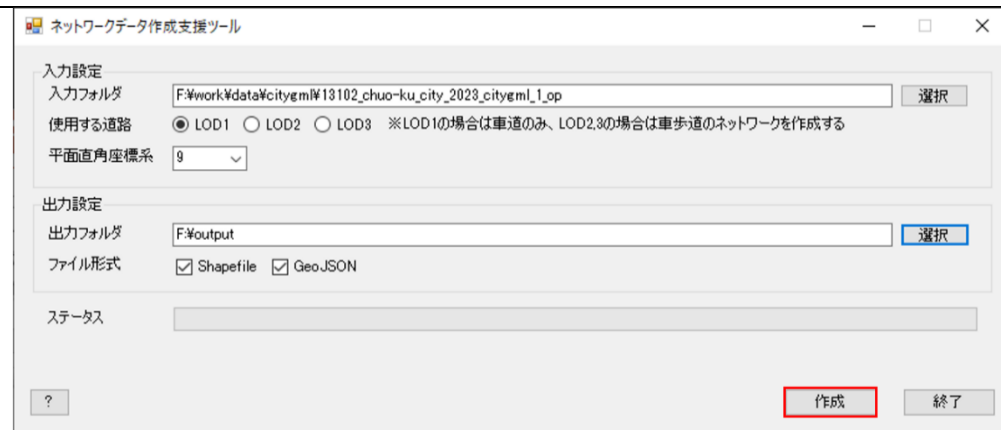 ネットワークデータ作成支援ツール
入力設定
入力フォルダ F:¥work¥data¥citygml¥13102_chuo-ku_city_2023_citygml_1_op 選択
使用する道路 LOD1 LOD2 LOD3 ※LOD1の場合は車道のみ、LOD2,3の場合は車歩道のネットワークを作成する
平面直角座標系 9
出力設定
出力フォルダ F:¥output 選択
ファイル形式 Shapefile GeoJSON
ステータス
? 作成 終了